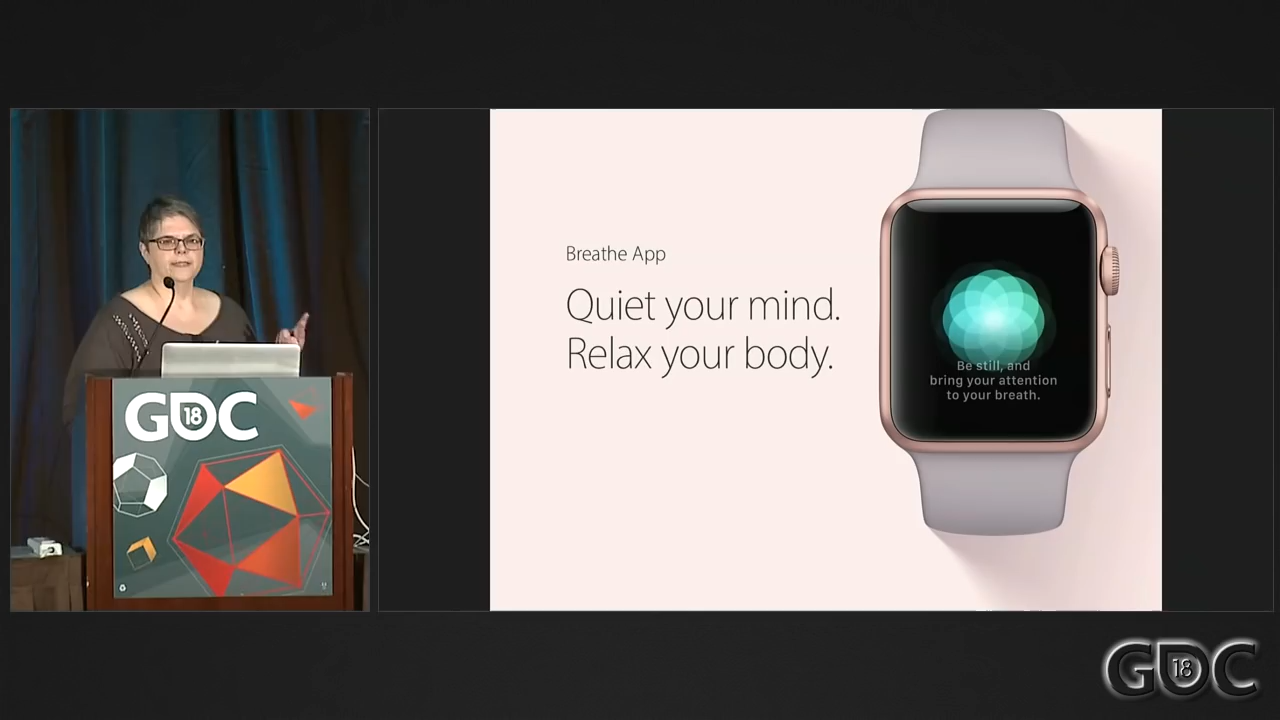 GDC
18
Breathe App
Quiet your mind.
Relax your body.
Be still, and
bring your attention
to your breath.
GDC
18